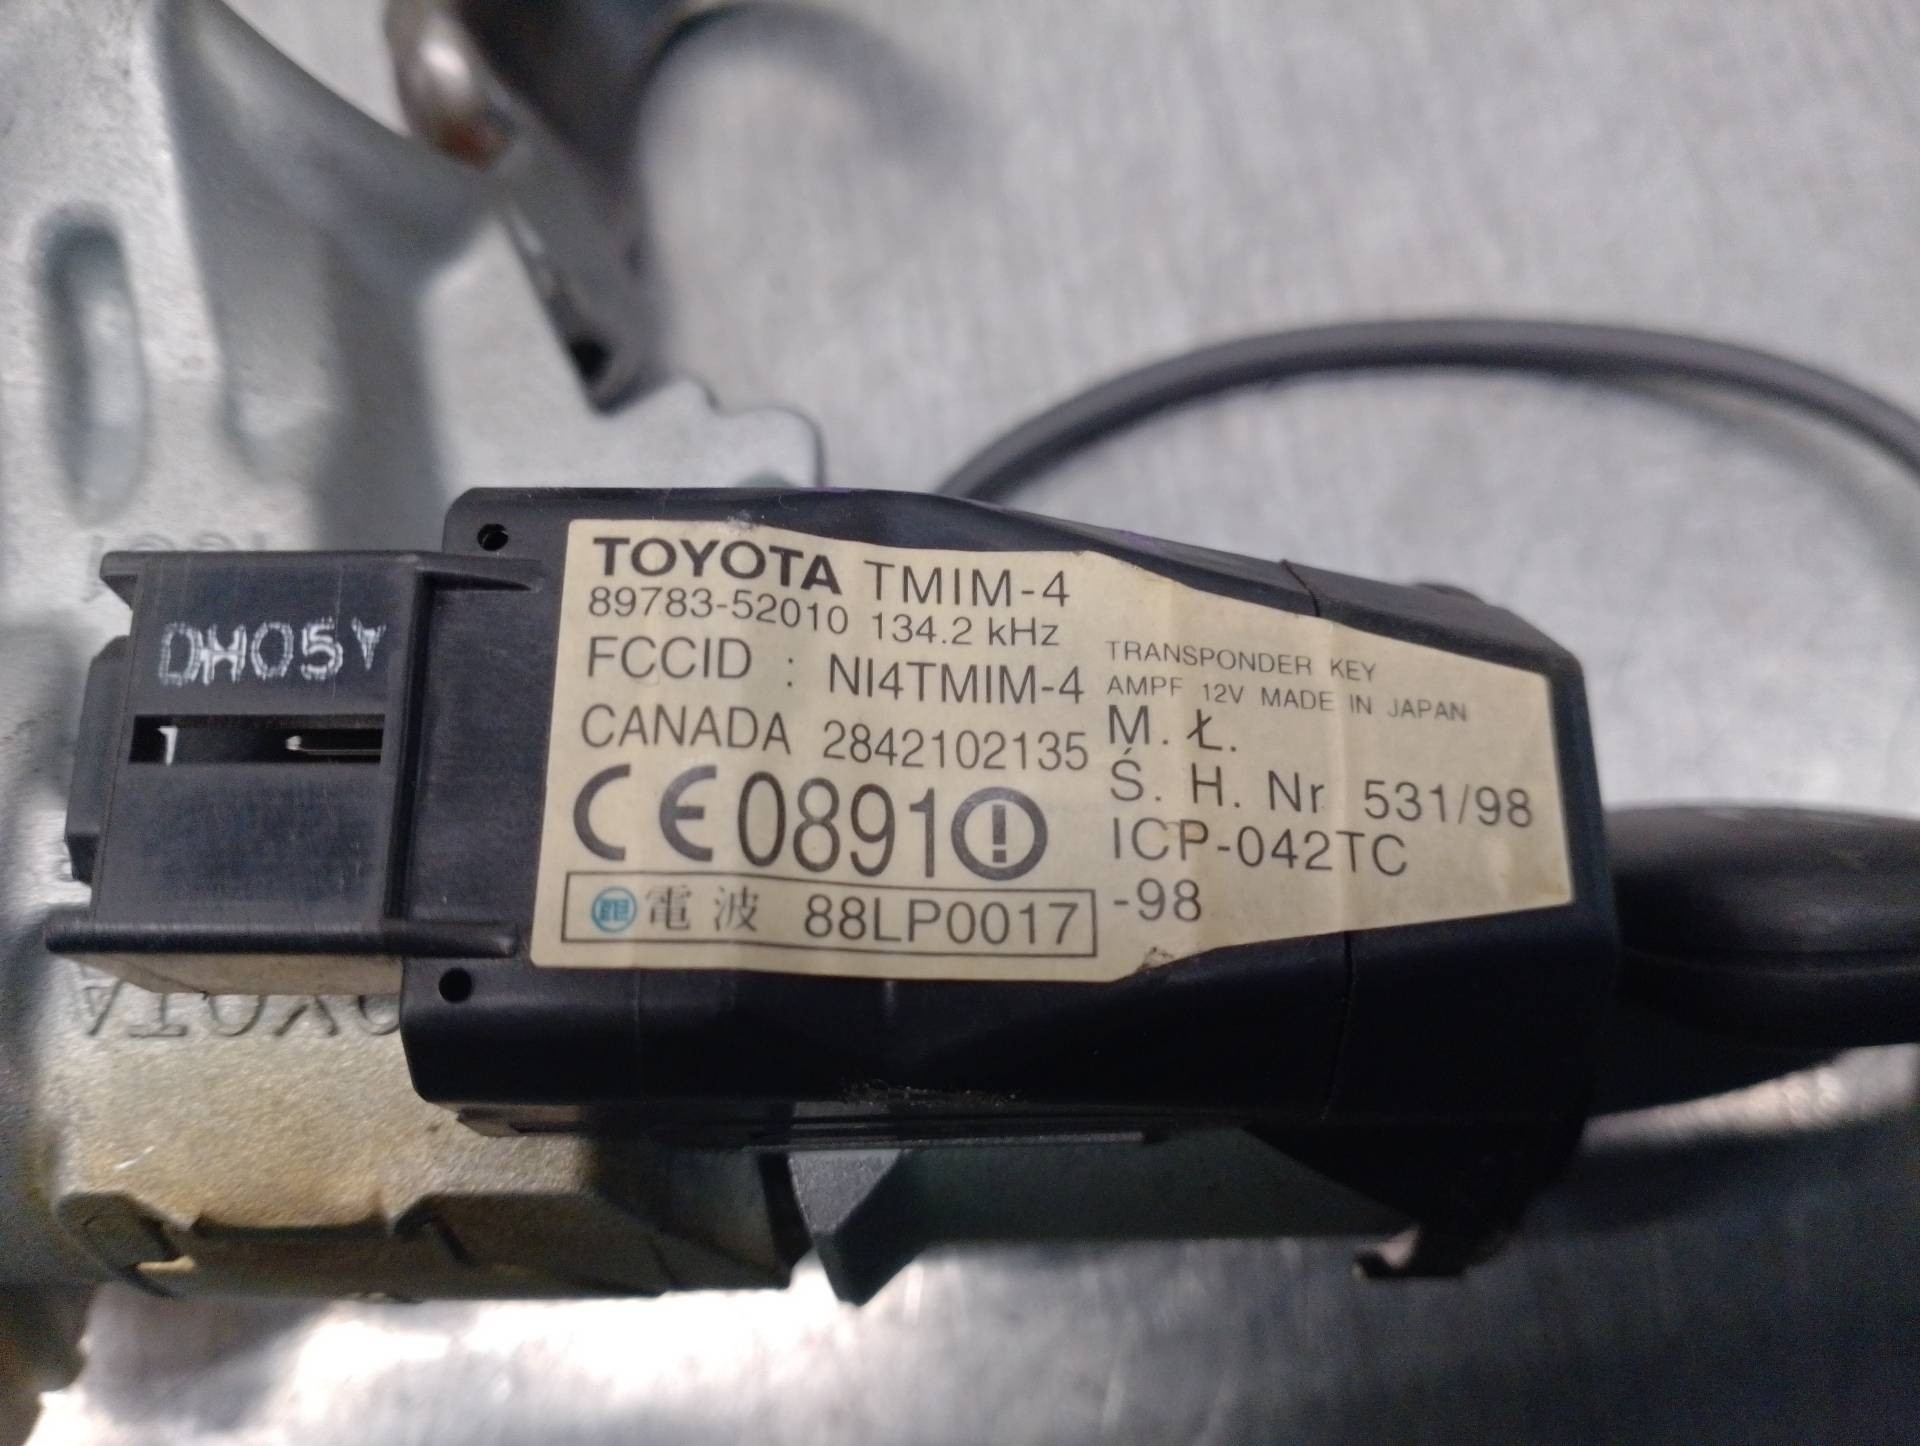 TOYOTA TMIM-4
89783-52010 134.2 kHz
FCCID : NI4TMIM-4
CANADA 2842102135
CE0891
電波 88LP0017
TRANSPONDER KEY
AMPF 12V MADE IN JAPAN
M. Ł.
Ś. H. Nr 531/98
ICP-042TC
-98
DH05Y
TOYOTA